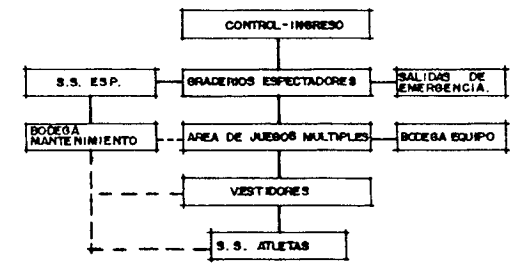 CONTROL-INGRESO
S.S. ESP.
GRADERIOS ESPECTADORES
SALIDAS DE
EMERGENCIA.
BODEGA
MANTENIMIENTO
AREA DE JUEGOS MULTIPLES
BODEGA EQUIPO
VESTIDORES
S.S. ATLETAS